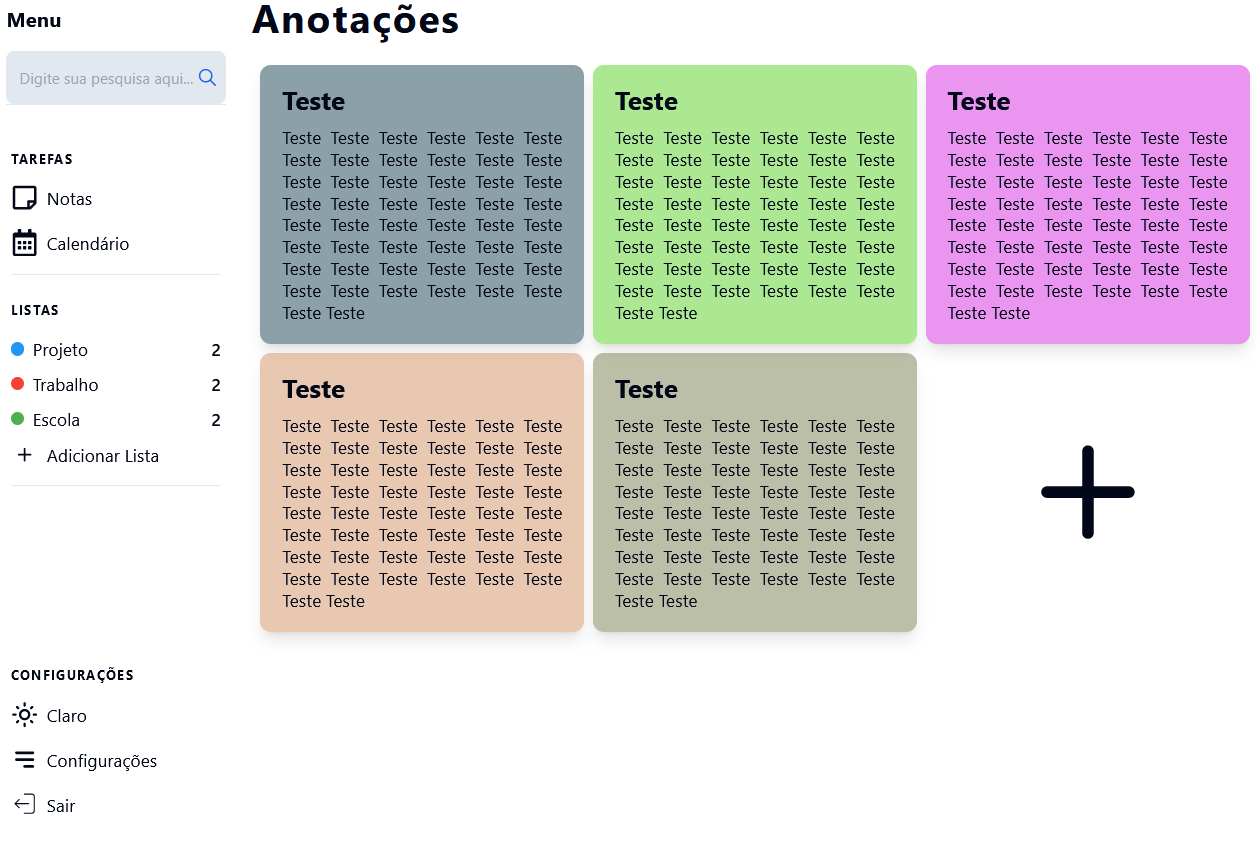 Menu
Digite sua pesquisa aqui...
TAREFAS
Notas
Calendário
LISTAS
Projeto 2
Trabalho 2
Escola 2
Adicionar Lista
CONFIGURAÇÕES
Claro
Configurações
Sair
Anotações
Teste
Teste Teste Teste Teste Teste Teste
Teste Teste Teste Teste Teste Teste
Teste Teste Teste Teste Teste Teste
Teste Teste Teste Teste Teste Teste
Teste Teste Teste Teste Teste Teste
Teste Teste Teste Teste Teste Teste
Teste Teste Teste Teste Teste Teste
Teste Teste Teste Teste Teste Teste
Teste Teste
Teste
Teste Teste Teste Teste Teste Teste
Teste Teste Teste Teste Teste Teste
Teste Teste Teste Teste Teste Teste
Teste Teste Teste Teste Teste Teste
Teste Teste Teste Teste Teste Teste
Teste Teste Teste Teste Teste Teste
Teste Teste Teste Teste Teste Teste
Teste Teste Teste Teste Teste Teste
Teste Teste
Teste
Teste Teste Teste Teste Teste Teste
Teste Teste Teste Teste Teste Teste
Teste Teste Teste Teste Teste Teste
Teste Teste Teste Teste Teste Teste
Teste Teste Teste Teste Teste Teste
Teste Teste Teste Teste Teste Teste
Teste Teste Teste Teste Teste Teste
Teste Teste Teste Teste Teste Teste
Teste Teste
Teste
Teste Teste Teste Teste Teste Teste
Teste Teste Teste Teste Teste Teste
Teste Teste Teste Teste Teste Teste
Teste Teste Teste Teste Teste Teste
Teste Teste Teste Teste Teste Teste
Teste Teste Teste Teste Teste Teste
Teste Teste Teste Teste Teste Teste
Teste Teste Teste Teste Teste Teste
Teste Teste
Teste
Teste Teste Teste Teste Teste Teste
Teste Teste Teste Teste Teste Teste
Teste Teste Teste Teste Teste Teste
Teste Teste Teste Teste Teste Teste
Teste Teste Teste Teste Teste Teste
Teste Teste Teste Teste Teste Teste
Teste Teste Teste Teste Teste Teste
Teste Teste Teste Teste Teste Teste
Teste Teste